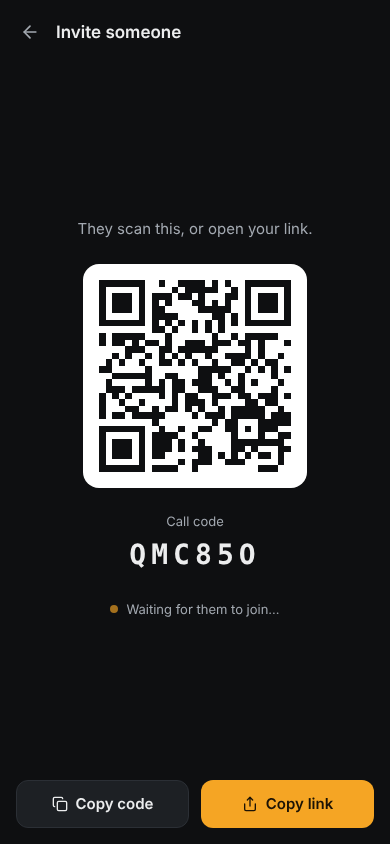 Invite someone
They scan this, or open your link.
Call code
QMC85O
Waiting for them to join...
Copy code
Copy link